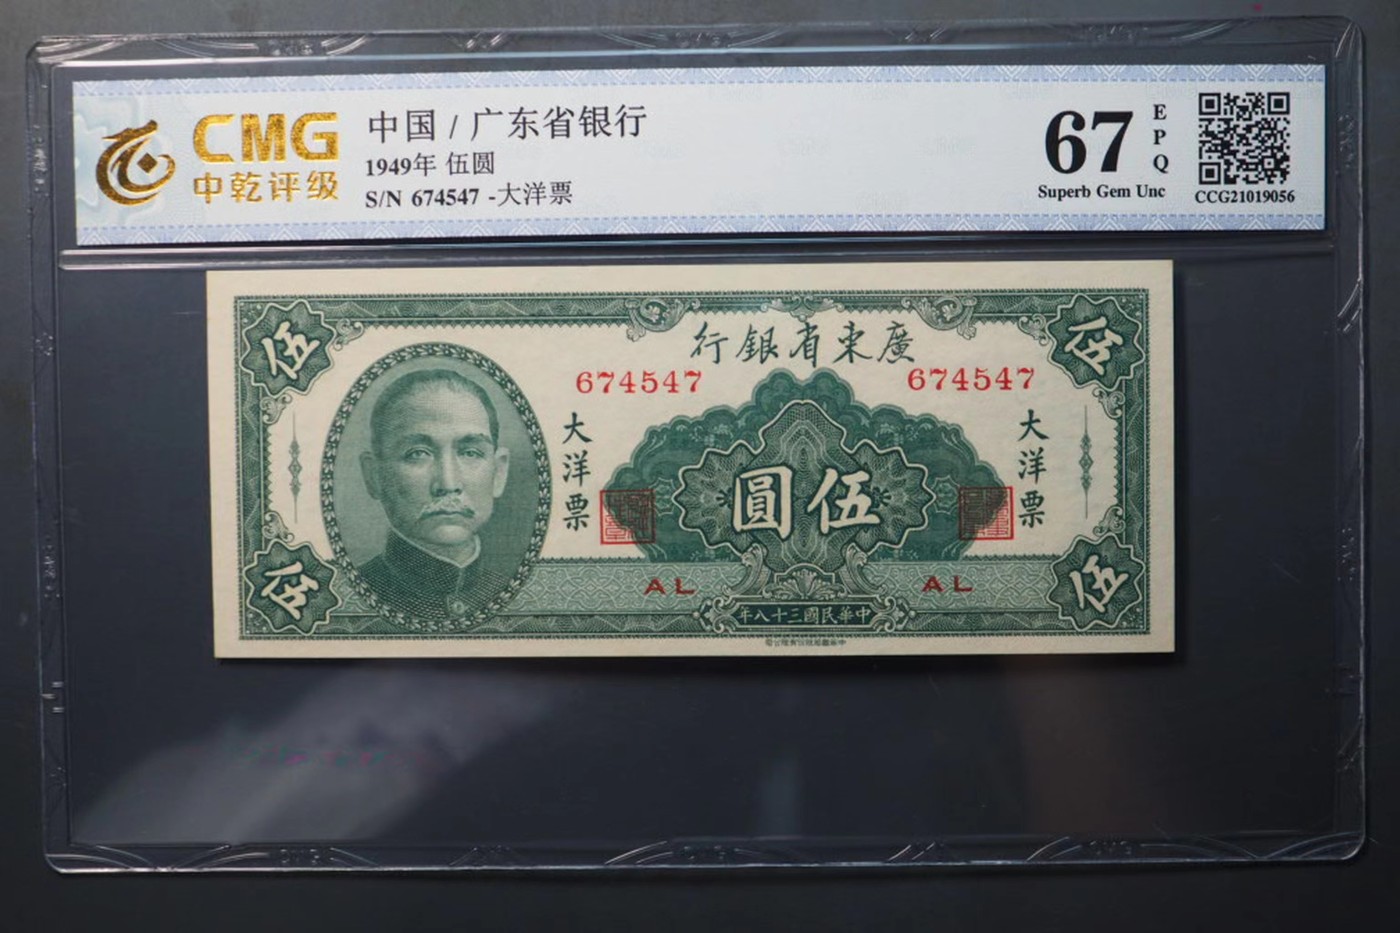 CMG
中乾评级
中国 / 广东省银行
1949年 伍圆
S/N 674547 -大洋票
67
EPQ
Superb Gem Unc
CCG21019056
伍
伍
行銀省東廣
674547
674547
大洋票
大洋票
圓伍
AL
AL
伍
伍
年八十三國民華中